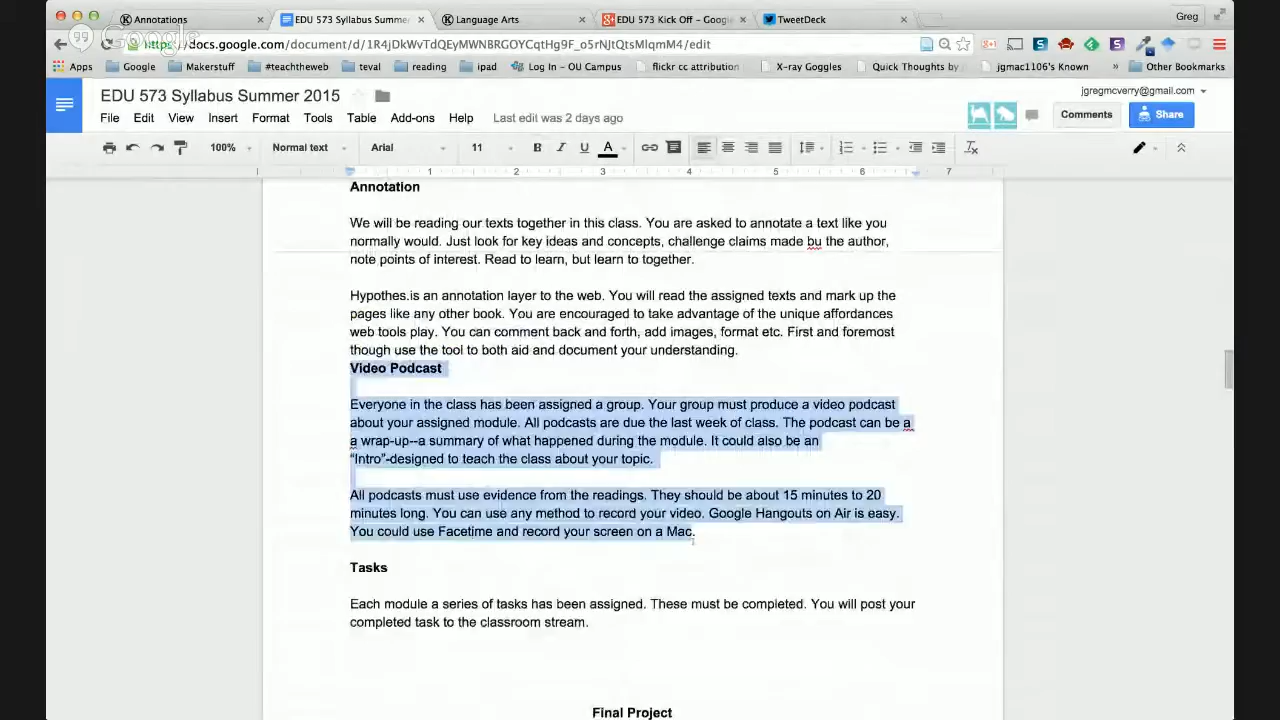 Annotations
EDU 573 Syllabus Summer
Language Arts
EDU 573 Kick Off – Google
TweetDeck
Greg
Google
https://docs.google.com/document/d/1R4jDkWvTdQEyMWN8RGOYCqtHg9F_o5rNJtQtsMlqmM4/edit
Apps
Google
Makerstuff
#teachtheweb
teval
reading
ipad
Log In - OU Campus
flickr cc attribution
X-ray Goggles
Quick Thoughts by
jgmac1106's Known
»
Other Bookmarks
EDU 573 Syllabus Summer 2015
jgregmcverry@gmail.com
File Edit View Insert Format Tools Table Add-ons Help Last edit was 2 days ago
Comments
Share
100% Normal text Arial 11 B I U A
1 1 2 3 4 5 6 7
Annotation
We will be reading our texts together in this class. You are asked to annotate a text like you
normally would. Just look for key ideas and concepts, challenge claims made bu the author,
note points of interest. Read to learn, but learn to together.
Hypothes.is an annotation layer to the web. You will read the assigned texts and mark up the
pages like any other book. You are encouraged to take advantage of the unique affordances
web tools play. You can comment back and forth, add images, format etc. First and foremost
though use the tool to both aid and document your understanding.
Video Podcast
Everyone in the class has been assigned a group. Your group must produce a video podcast
about your assigned module. All podcasts are due the last week of class. The podcast can be a
a wrap-up--a summary of what happened during the module. It could also be an
“Intro”-designed to teach the class about your topic.
All podcasts must use evidence from the readings. They should be about 15 minutes to 20
minutes long. You can use any method to record your video. Google Hangouts on Air is easy.
You could use Facetime and record your screen on a Mac.
Tasks
Each module a series of tasks has been assigned. These must be completed. You will post your
completed task to the classroom stream.
Final Project